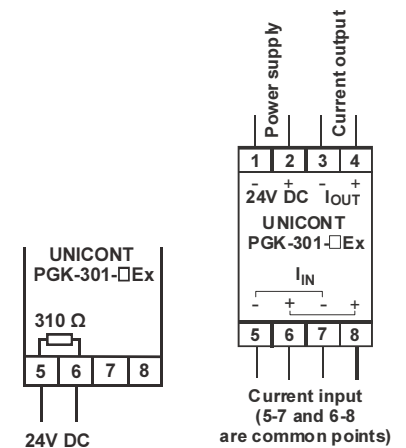 UNICONT
PGK-301-□Ex
310 Ω
5 6 7 8
24V DC
Power supply
Current output
1 2 3 4
- + - +
24V DC IOUT
UNICONT
PGK-301-□Ex
IIN
- + - +
5 6 7 8
Current input
(5-7 and 6-8
are common points)